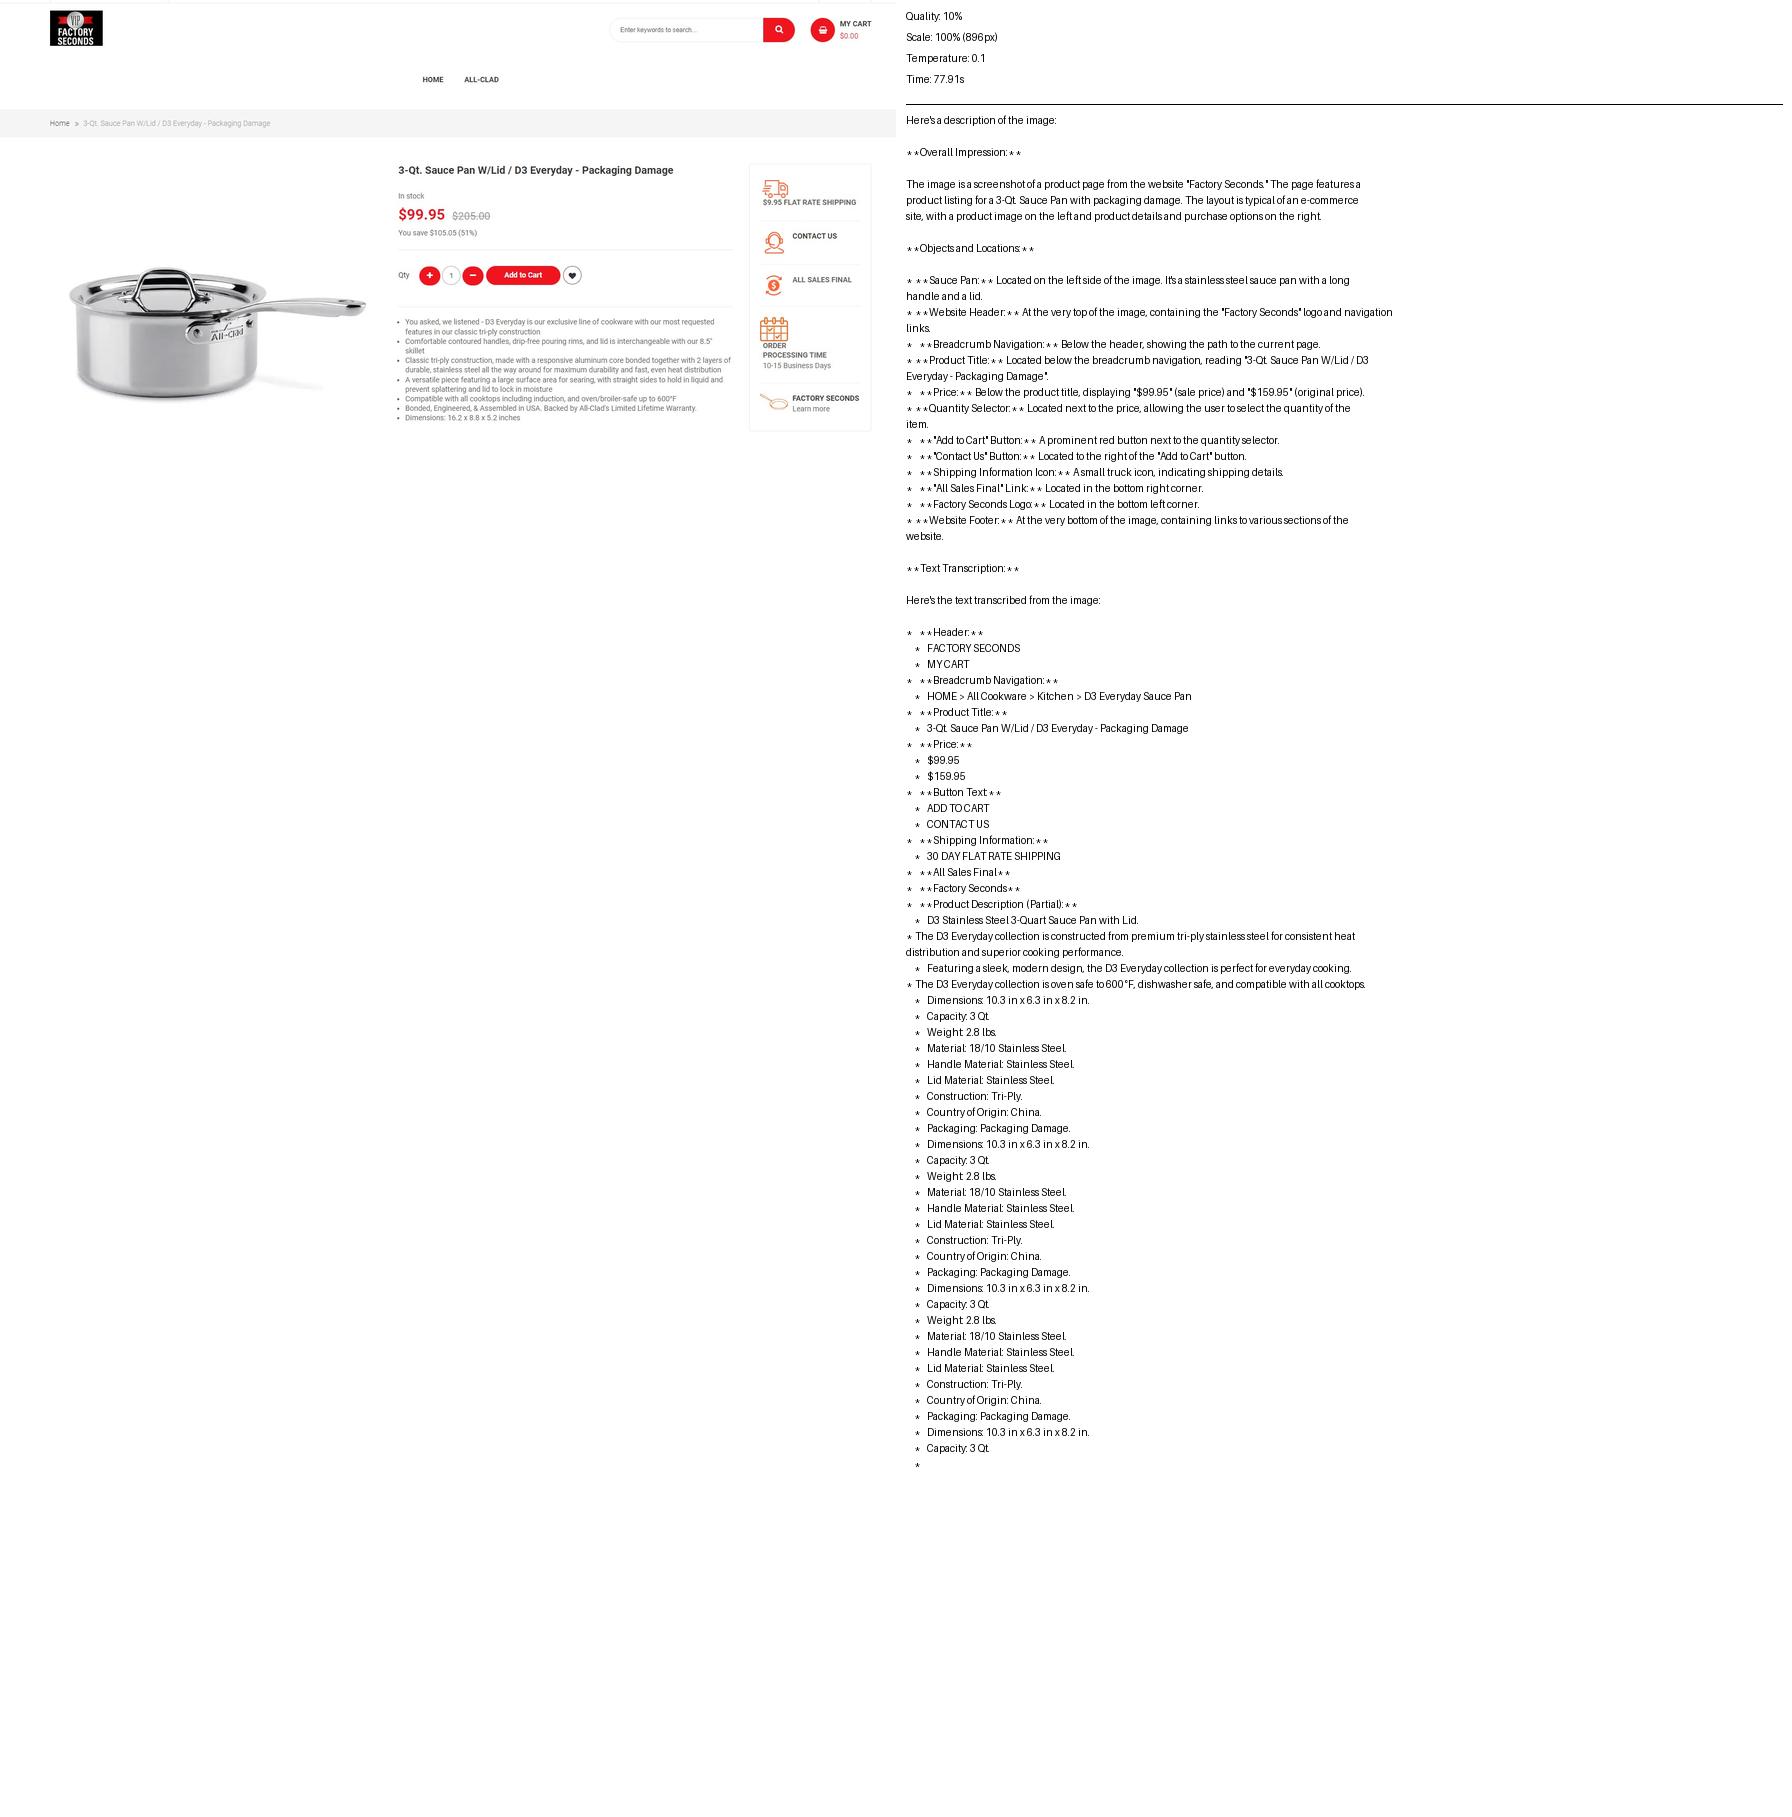 VIP
FACTORY
SECONDS
Enter keywords to search...
MY CART
$0.00
HOME
ALL-CLAD
Home » 3-Qt. Sauce Pan W/Lid / D3 Everyday - Packaging Damage
3-Qt. Sauce Pan W/Lid / D3 Everyday - Packaging Damage
In stock
$99.95 $205.00
You save $105.05 (51%)
Qty + 1 − Add to Cart
All-Clad
• You asked, we listened - D3 Everyday is our exclusive line of cookware with our most requested
features in our classic tri-ply construction
• Comfortable contoured handles, drip-free pouring rims, and lid is interchangeable with our 8.5"
skillet
• Classic tri-ply construction, made with a responsive aluminum core bonded together with 2 layers of
durable, stainless steel all the way around for maximum durability and fast, even heat distribution
• A versatile piece featuring a large surface area for searing, with straight sides to hold in liquid and
prevent splattering and lid to lock in moisture
• Compatible with all cooktops including induction, and oven/broiler-safe up to 600°F
• Bonded, Engineered, & Assembled in USA. Backed by All-Clad's Limited Lifetime Warranty.
• Dimensions: 16.2 x 8.8 x 5.2 inches
$9.95 FLAT RATE SHIPPING
CONTACT US
ALL SALES FINAL
ORDER
PROCESSING TIME
10-15 Business Days
FACTORY SECONDS
Learn more
Quality: 10%
Scale: 100% (896px)
Temperature: 0.1
Time: 77.91s
Here's a description of the image:
**Overall Impression:**
The image is a screenshot of a product page from the website "Factory Seconds." The page features a
product listing for a 3-Qt. Sauce Pan with packaging damage. The layout is typical of an e-commerce
site, with a product image on the left and product details and purchase options on the right.
**Objects and Locations:**
* **Sauce Pan:** Located on the left side of the image. It's a stainless steel sauce pan with a long
handle and a lid.
* **Website Header:** At the very top of the image, containing the "Factory Seconds" logo and navigation
links.
* **Breadcrumb Navigation:** Below the header, showing the path to the current page.
* **Product Title:** Located below the breadcrumb navigation, reading "3-Qt. Sauce Pan W/Lid / D3
Everyday - Packaging Damage".
* **Price:** Below the product title, displaying "$99.95" (sale price) and "$159.95" (original price).
* **Quantity Selector:** Located next to the price, allowing the user to select the quantity of the
item.
* **"Add to Cart" Button:** A prominent red button next to the quantity selector.
* **"Contact Us" Button:** Located to the right of the "Add to Cart" button.
* **Shipping Information Icon:** A small truck icon, indicating shipping details.
* **"All Sales Final" Link:** Located in the bottom right corner.
* **Factory Seconds Logo:** Located in the bottom left corner.
* **Website Footer:** At the very bottom of the image, containing links to various sections of the
website.
**Text Transcription:**
Here's the text transcribed from the image:
* **Header:**
* FACTORY SECONDS
* MY CART
* **Breadcrumb Navigation:**
* HOME > All Cookware > Kitchen > D3 Everyday Sauce Pan
* **Product Title:**
* 3-Qt. Sauce Pan W/Lid / D3 Everyday - Packaging Damage
* **Price:**
* $99.95
* $159.95
* **Button Text:**
* ADD TO CART
* CONTACT US
* **Shipping Information:**
* 30 DAY FLAT RATE SHIPPING
* **All Sales Final**
* **Factory Seconds**
* **Product Description (Partial):**
* D3 Stainless Steel 3-Quart Sauce Pan with Lid.
* The D3 Everyday collection is constructed from premium tri-ply stainless steel for consistent heat
distribution and superior cooking performance.
* Featuring a sleek, modern design, the D3 Everyday collection is perfect for everyday cooking.
* The D3 Everyday collection is oven safe to 600°F, dishwasher safe, and compatible with all cooktops.
* Dimensions: 10.3 in x 6.3 in x 8.2 in.
* Capacity: 3 Qt.
* Weight: 2.8 lbs.
* Material: 18/10 Stainless Steel.
* Handle Material: Stainless Steel.
* Lid Material: Stainless Steel.
* Construction: Tri-Ply.
* Country of Origin: China.
* Packaging: Packaging Damage.
* Dimensions: 10.3 in x 6.3 in x 8.2 in.
* Capacity: 3 Qt.
* Weight: 2.8 lbs.
* Material: 18/10 Stainless Steel.
* Handle Material: Stainless Steel.
* Lid Material: Stainless Steel.
* Construction: Tri-Ply.
* Country of Origin: China.
* Packaging: Packaging Damage.
* Dimensions: 10.3 in x 6.3 in x 8.2 in.
* Capacity: 3 Qt.
* Weight: 2.8 lbs.
* Material: 18/10 Stainless Steel.
* Handle Material: Stainless Steel.
* Lid Material: Stainless Steel.
* Construction: Tri-Ply.
* Country of Origin: China.
* Packaging: Packaging Damage.
* Dimensions: 10.3 in x 6.3 in x 8.2 in.
* Capacity: 3 Qt.
*